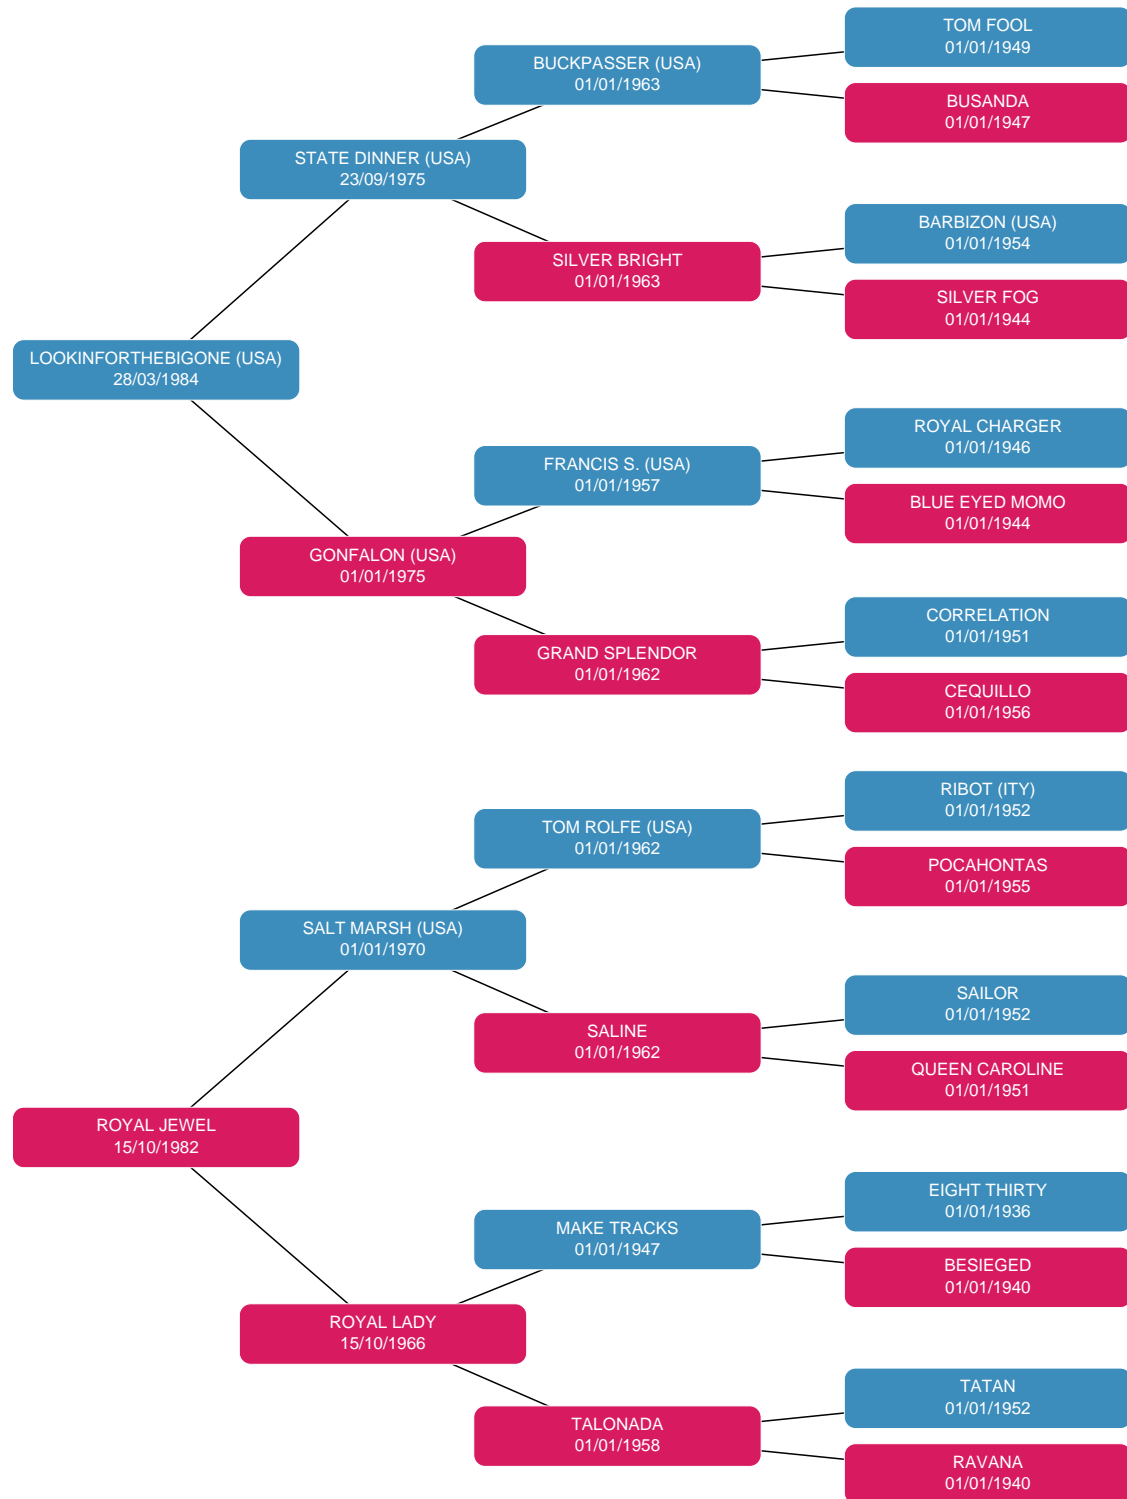 TOM FOOL
01/01/1949
BUCKPASSER (USA)
01/01/1963
BUSANDA
01/01/1947
STATE DINNER (USA)
23/09/1975
BARBIZON (USA)
01/01/1954
SILVER BRIGHT
01/01/1963
SILVER FOG
01/01/1944
LOOKINFORTHEBIGONE (USA)
28/03/1984
ROYAL CHARGER
01/01/1946
FRANCIS S. (USA)
01/01/1957
BLUE EYED MOMO
01/01/1944
GONFALON (USA)
01/01/1975
CORRELATION
01/01/1951
GRAND SPLENDOR
01/01/1962
CEQUILLO
01/01/1956
RIBOT (ITY)
01/01/1952
TOM ROLFE (USA)
01/01/1962
POCAHONTAS
01/01/1955
SALT MARSH (USA)
01/01/1970
SAILOR
01/01/1952
SALINE
01/01/1962
QUEEN CAROLINE
01/01/1951
ROYAL JEWEL
15/10/1982
EIGHT THIRTY
01/01/1936
MAKE TRACKS
01/01/1947
BESIEGED
01/01/1940
ROYAL LADY
15/10/1966
TATAN
01/01/1952
TALONADA
01/01/1958
RAVANA
01/01/1940